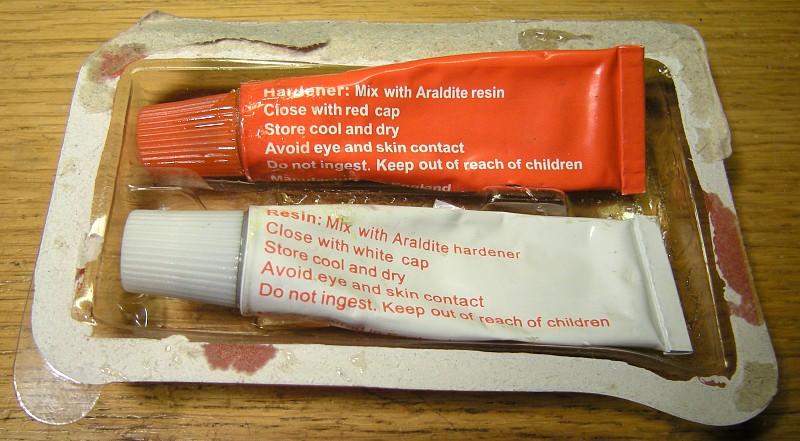 Hardener: Mix with Araldite resin
Close with red cap
Store cool and dry
Avoid eye and skin contact
Do not ingest. Keep out of reach of children
Resin: Mix with Araldite hardener
Close with white cap
Store cool and dry
Avoid eye and skin contact
Do not ingest. Keep out of reach of children